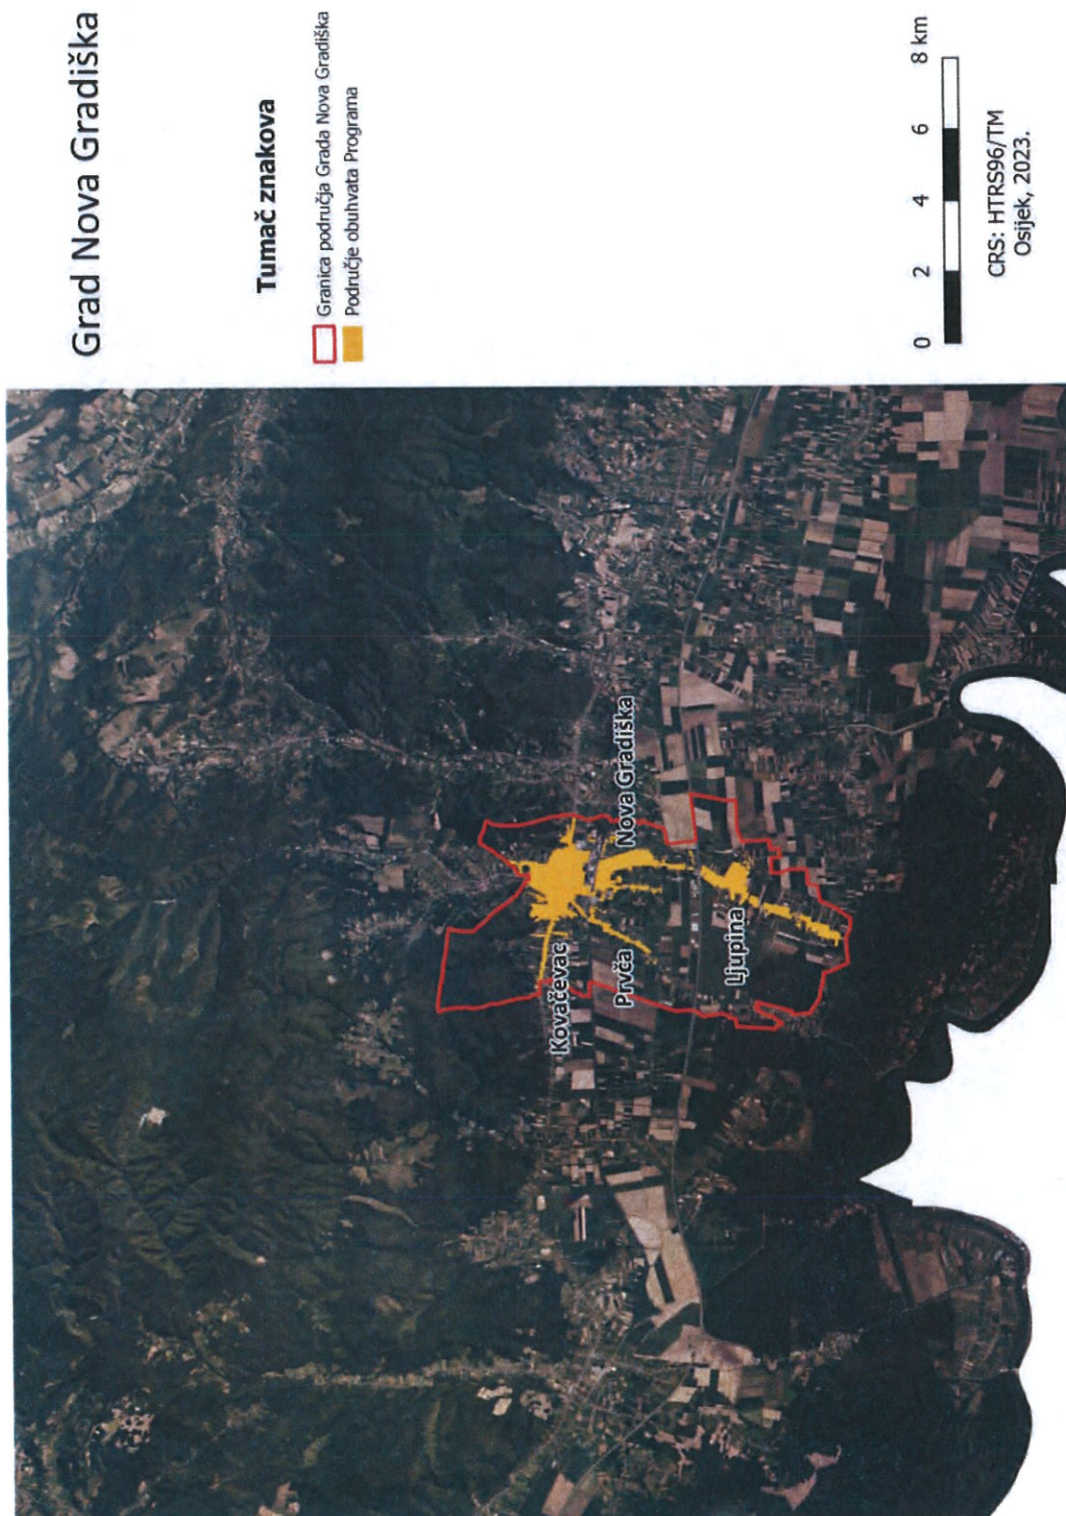 Grad Nova Gradiška
Tumač znakova
Granica područja Grada Nova Gradiška
Područje obuhvata Programa
Kovačevac
Prvča
Nova Gradiška
Ljupina
0 2 4 6 8 km
CRS: HTRS96/TM
Osijek, 2023.